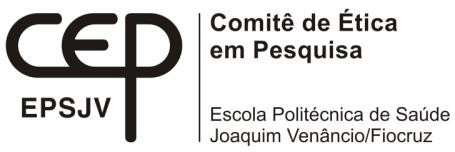 CEP
EPSJV
Comitê de Ética
em Pesquisa
Escola Politécnica de Saúde
Joaquim Venâncio/Fiocruz